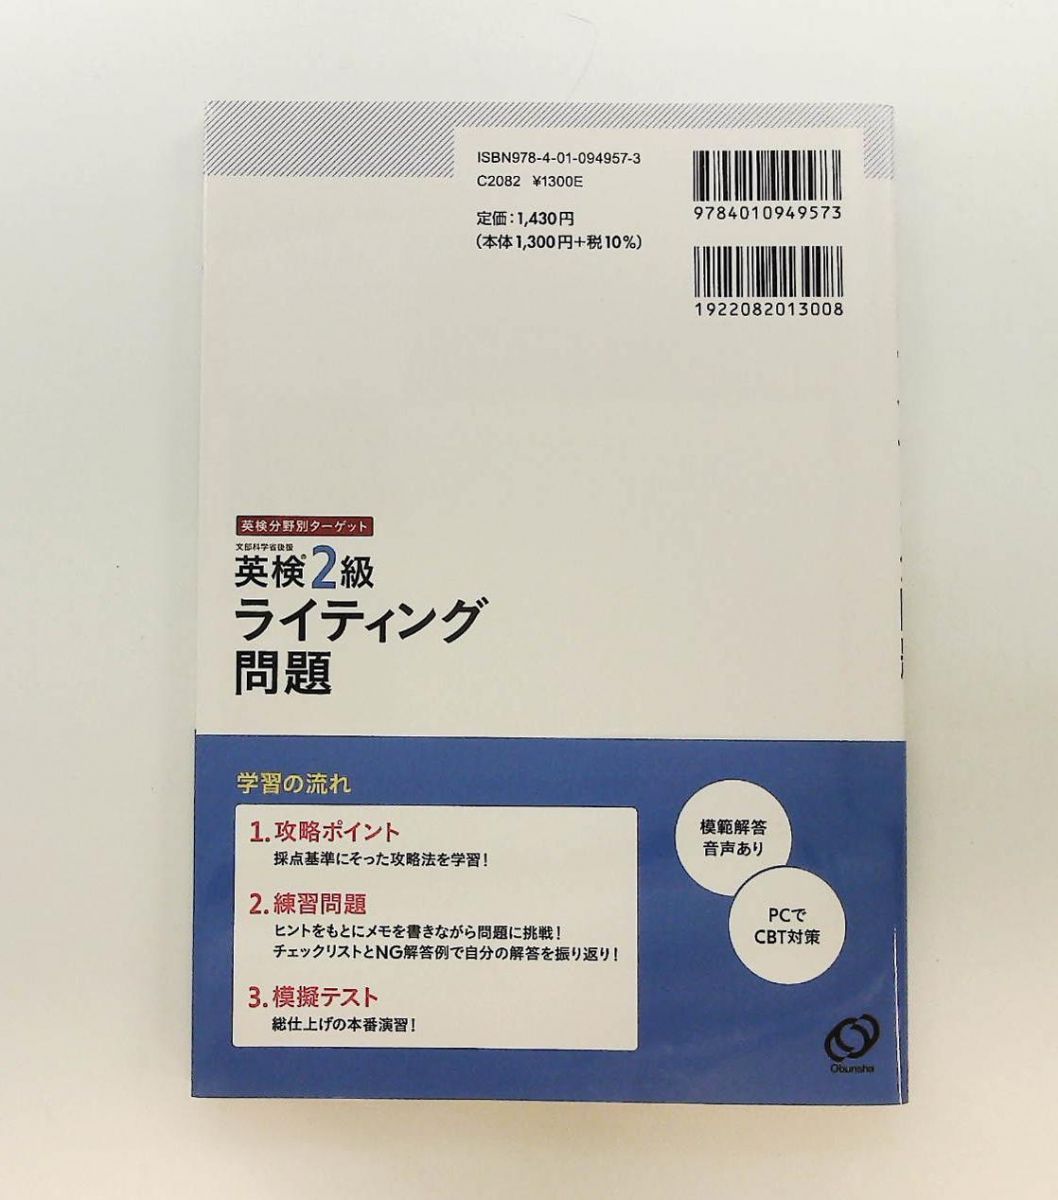 ISBN978-4-01-094957-3
C2082 ¥1300E
定価：1,430円
（本体1,300円＋税10％）
9784010949573
1922082013008
英検分野別ターゲット
文部科学省後援
英検®2級
ライティング
問題
学習の流れ
1. 攻略ポイント
採点基準にそった攻略法を学習！
2. 練習問題
ヒントをもとにメモを書きながら問題に挑戦！
チェックリストとNG解答例で自分の解答を振り返り！
3. 模擬テスト
総仕上げの本番演習！
模範解答
音声あり
PCで
CBT対策
Obunsha